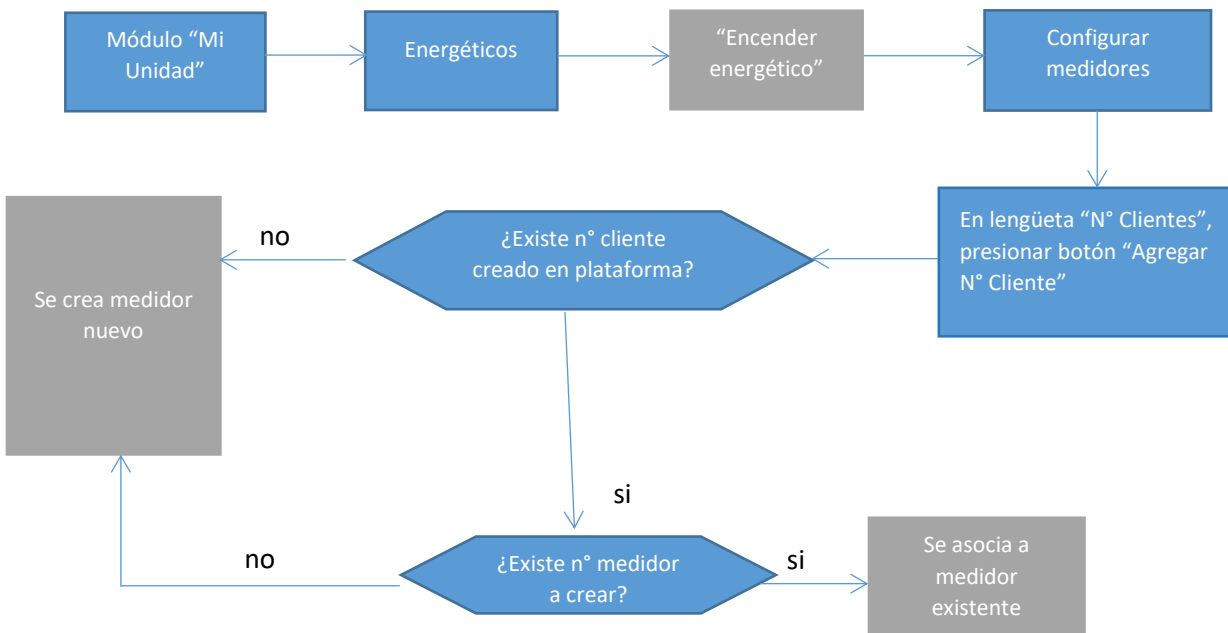 Módulo “Mi
Unidad”
Energéticos
“Encender
energético”
Configurar
medidores
En lengüeta “N° Clientes”,
presionar botón “Agregar
N° Cliente”
¿Existe n° cliente
creado en plataforma?
no
Se crea medidor
nuevo
si
¿Existe n° medidor
a crear?
no
si
Se asocia a
medidor
existente